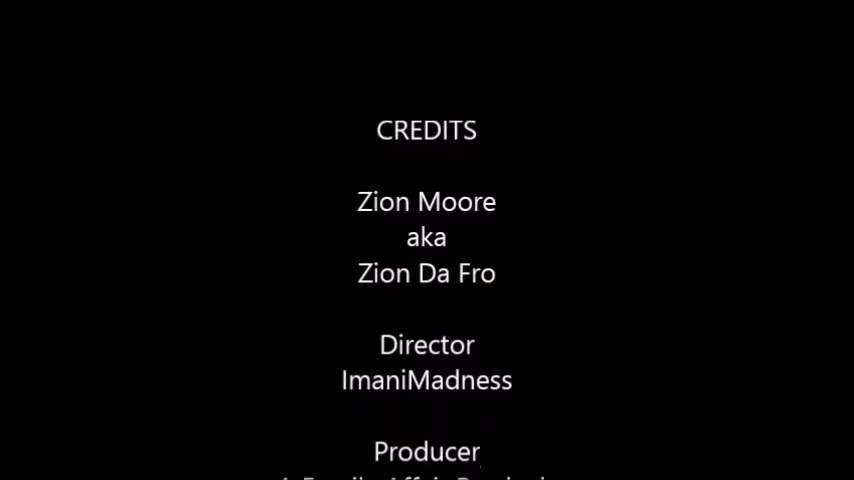 CREDITS
Zion Moore
aka
Zion Da Fro
Director
ImaniMadness
Producer